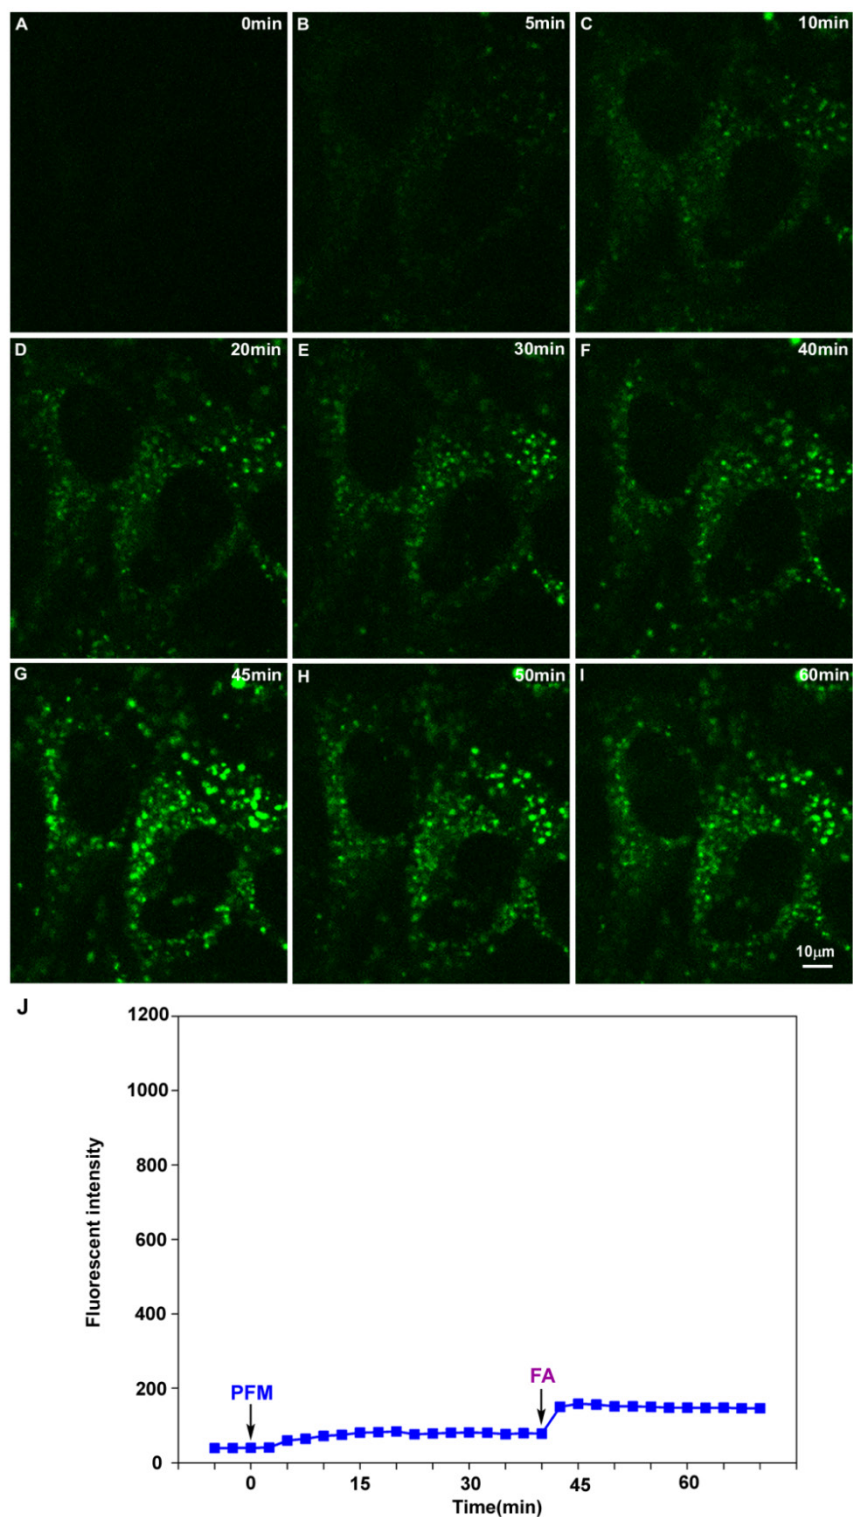 A 0min B 5min C 10min
D 20min E 30min F 40min
G 45min H 50min I 60min
10μm
J
1200
1000
800
600
400
200
0
Fluorescent intensity
PFM
FA
0 15 30 45 60
Time(min)